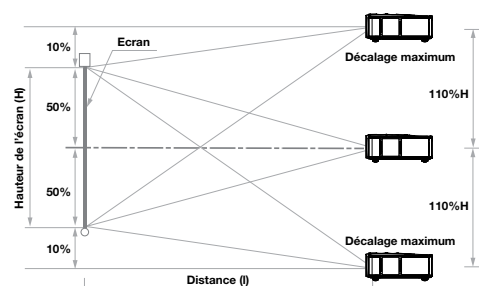 10%
Ecran
Décalage maximum
50%
110%H
Hauteur de l'écran (H)
50%
110%H
Décalage maximum
10%
Distance (l)